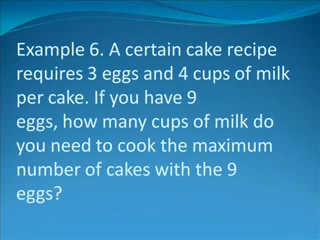 Example 6. A certain cake recipe
requires 3 eggs and 4 cups of milk
per cake. If you have 9
eggs, how many cups of milk do
you need to cook the maximum
number of cakes with the 9
eggs?